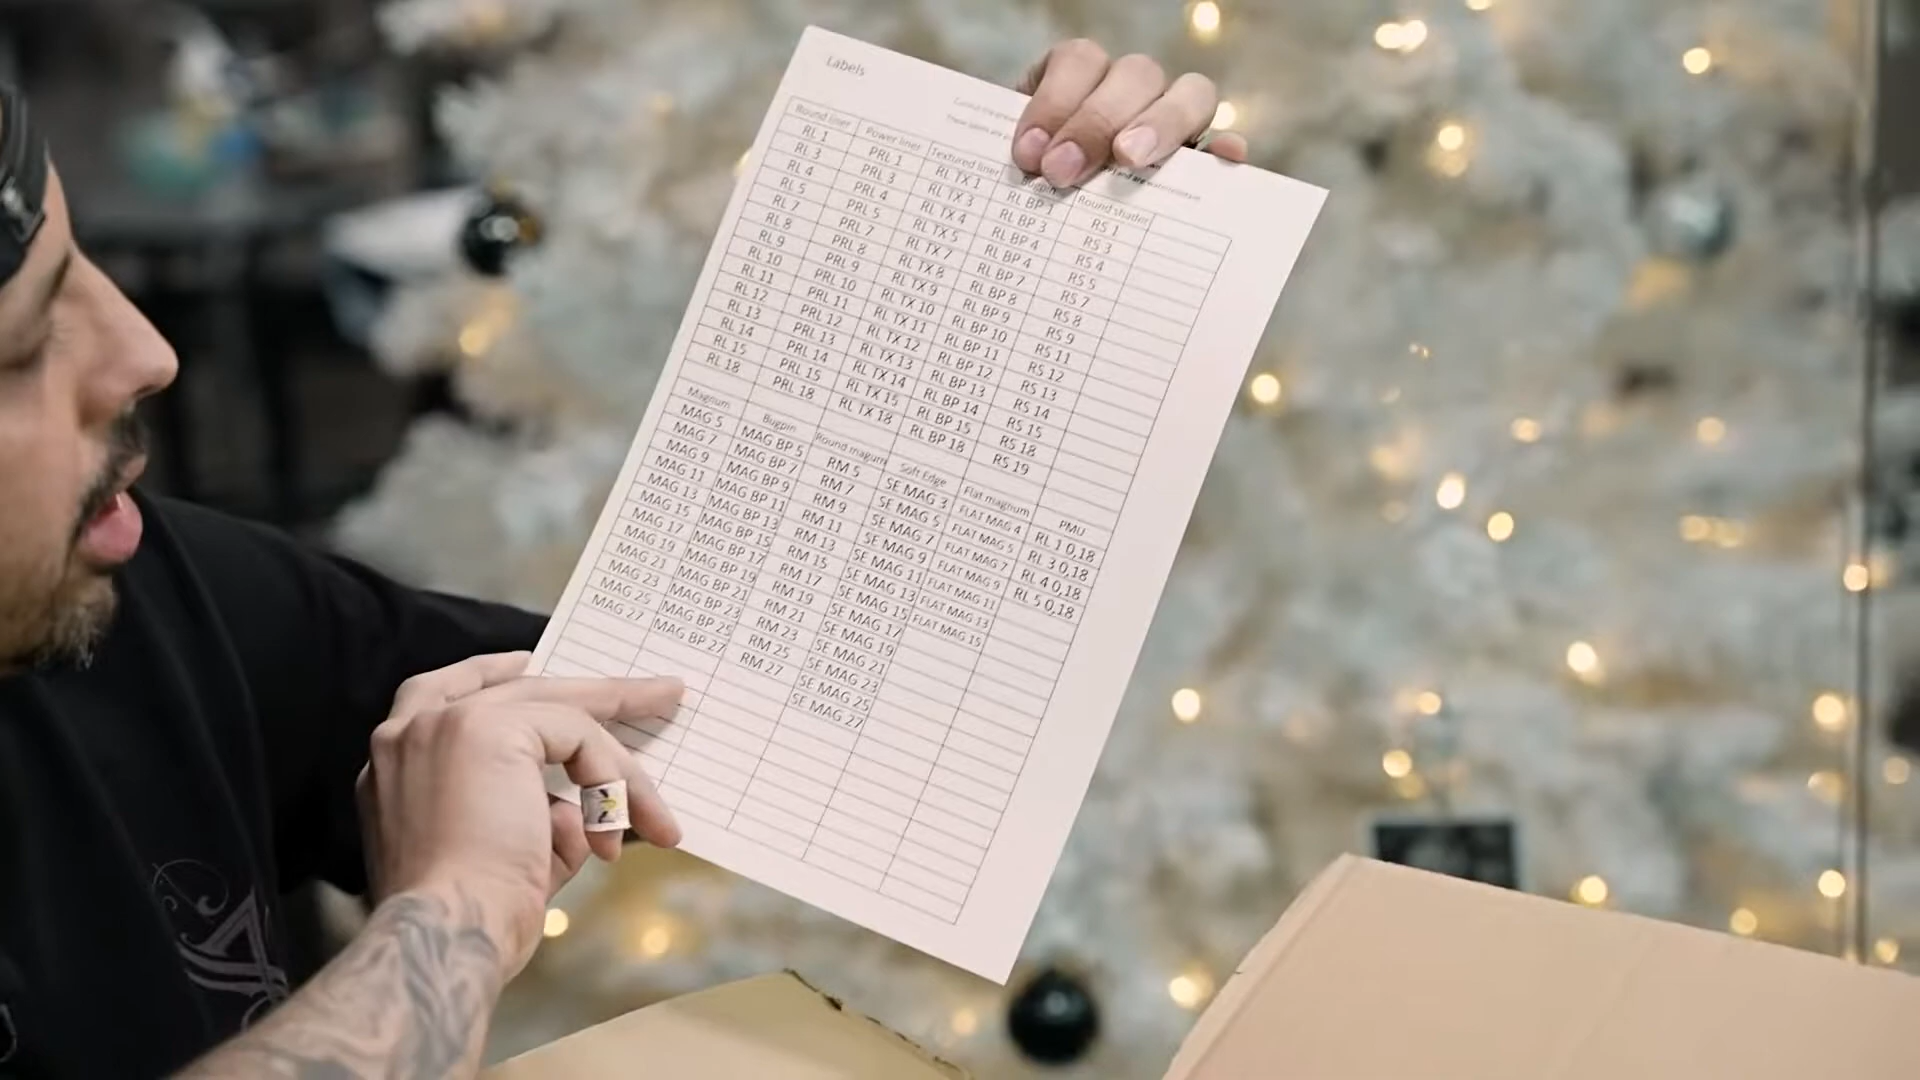 Labels
Round liner Power liner Textured liner Bugpin Round shader
RL 1 PRL 1 RL TX 1 RL BP 1 RS 1
RL 3 PRL 3 RL TX 3 RL BP 3 RS 3
RL 4 PRL 4 RL TX 4 RL BP 4 RS 4
RL 5 PRL 5 RL TX 5 RL BP 4 RS 5
RL 7 PRL 7 RL TX 7 RL BP 7 RS 7
RL 8 PRL 8 RL TX 8 RL BP 8 RS 8
RL 9 PRL 9 RL TX 9 RL BP 9 RS 9
RL 10 PRL 10 RL TX 10 RL BP 10 RS 11
RL 11 PRL 11 RL TX 11 RL BP 11 RS 12
RL 12 PRL 12 RL TX 12 RL BP 12 RS 13
RL 13 PRL 13 RL TX 13 RL BP 13 RS 14
RL 14 PRL 14 RL TX 14 RL BP 14 RS 15
RL 15 PRL 15 RL TX 15 RL BP 15 RS 18
RL 18 PRL 18 RL TX 18 RL BP 18 RS 19
Magnum Bugpin Round magum Soft Edge Flat magnum PMU
MAG 5 MAG BP 5 RM 5 SE MAG 3 FLAT MAG 4 RL 1 0,18
MAG 7 MAG BP 7 RM 7 SE MAG 5 FLAT MAG 5 RL 3 0,18
MAG 9 MAG BP 9 RM 9 SE MAG 7 FLAT MAG 7 RL 4 0,18
MAG 11 MAG BP 11 RM 11 SE MAG 9 FLAT MAG 9 RL 5 0,18
MAG 13 MAG BP 13 RM 13 SE MAG 11 FLAT MAG 11
MAG 15 MAG BP 15 RM 15 SE MAG 13 FLAT MAG 13
MAG 17 MAG BP 17 RM 17 SE MAG 15 FLAT MAG 15
MAG 19 MAG BP 19 RM 19 SE MAG 17
MAG 21 MAG BP 21 RM 21 SE MAG 19
MAG 23 MAG BP 23 RM 23 SE MAG 21
MAG 25 MAG BP 25 RM 25 SE MAG 23
MAG 27 MAG BP 27 RM 27 SE MAG 25
SE MAG 27